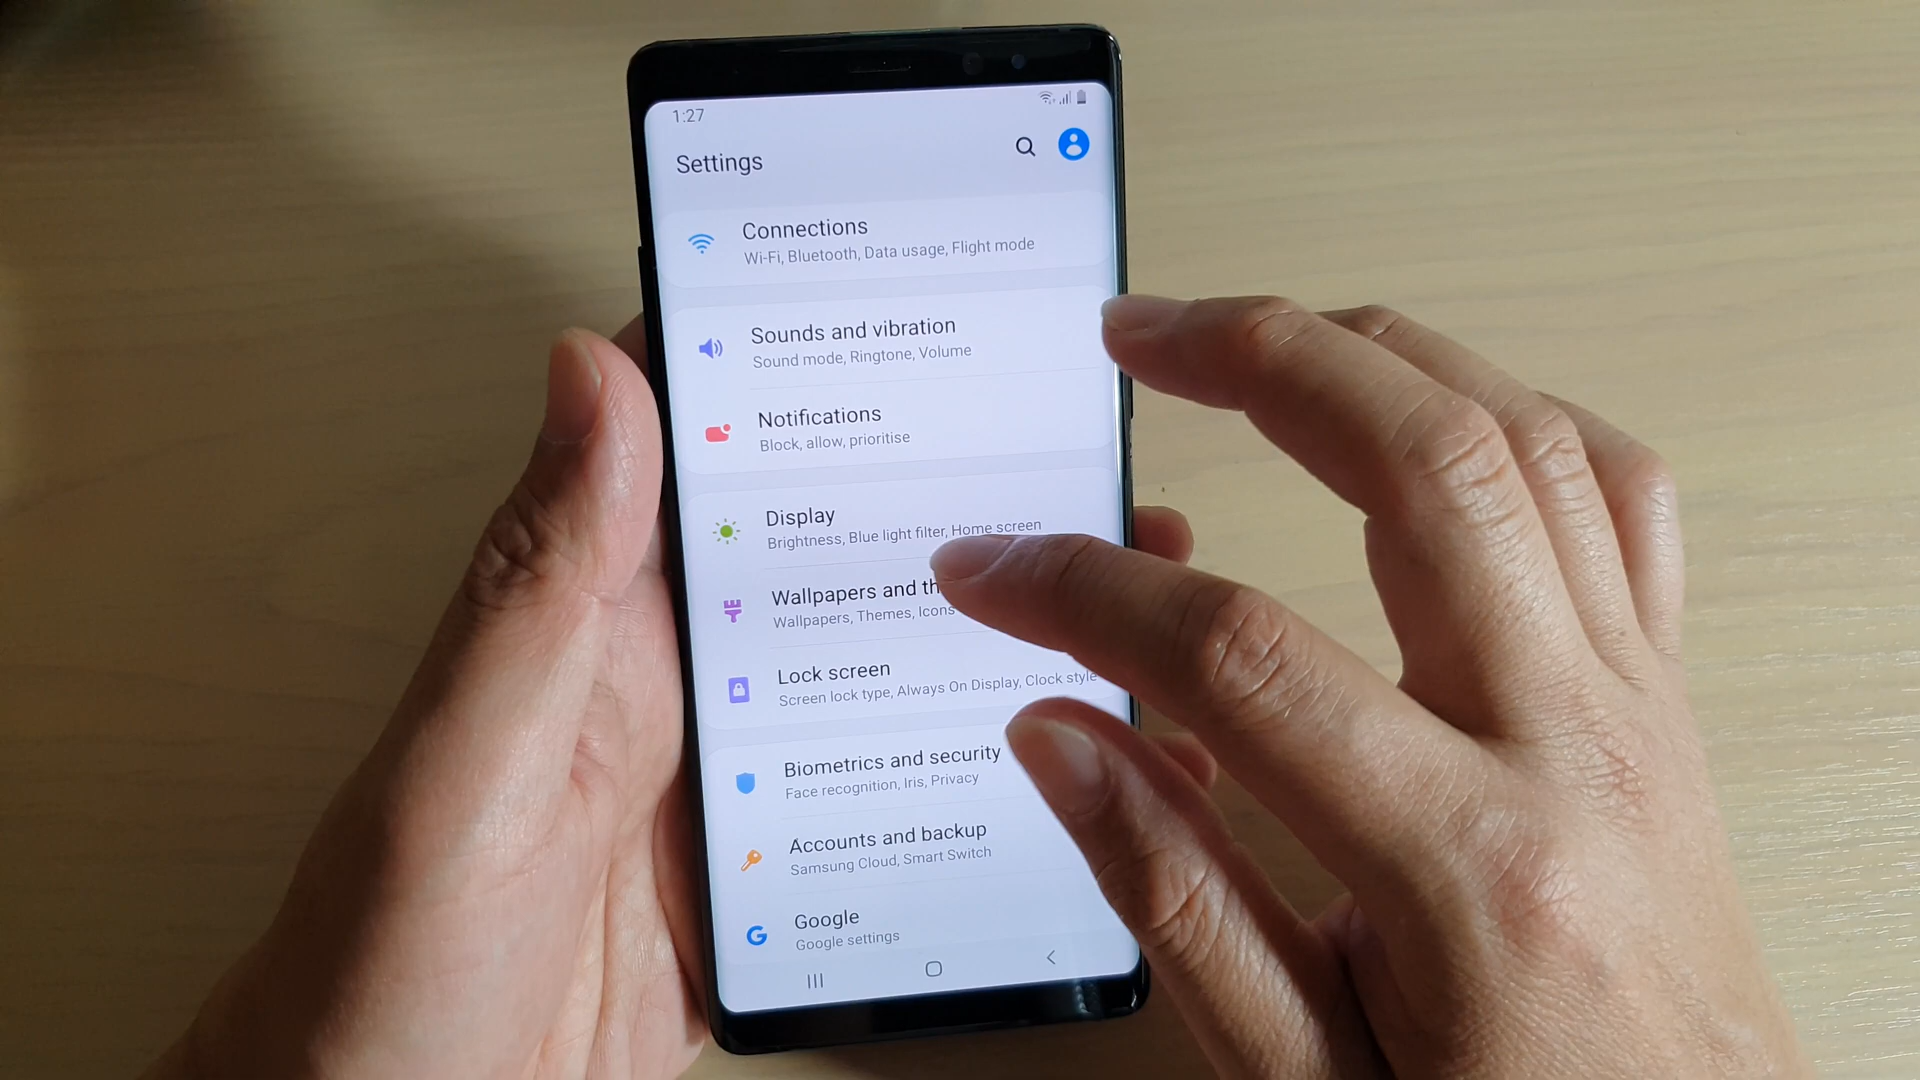 1:27
Settings
Connections
Wi-Fi, Bluetooth, Data usage, Flight mode
Sounds and vibration
Sound mode, Ringtone, Volume
Notifications
Block, allow, prioritise
Display
Brightness, Blue light filter, Home screen
Wallpapers and th
Wallpapers, Themes, Icons
Lock screen
Screen lock type, Always On Display, Clock style
Biometrics and security
Face recognition, Iris, Privacy
Accounts and backup
Samsung Cloud, Smart Switch
G
Google
Google settings